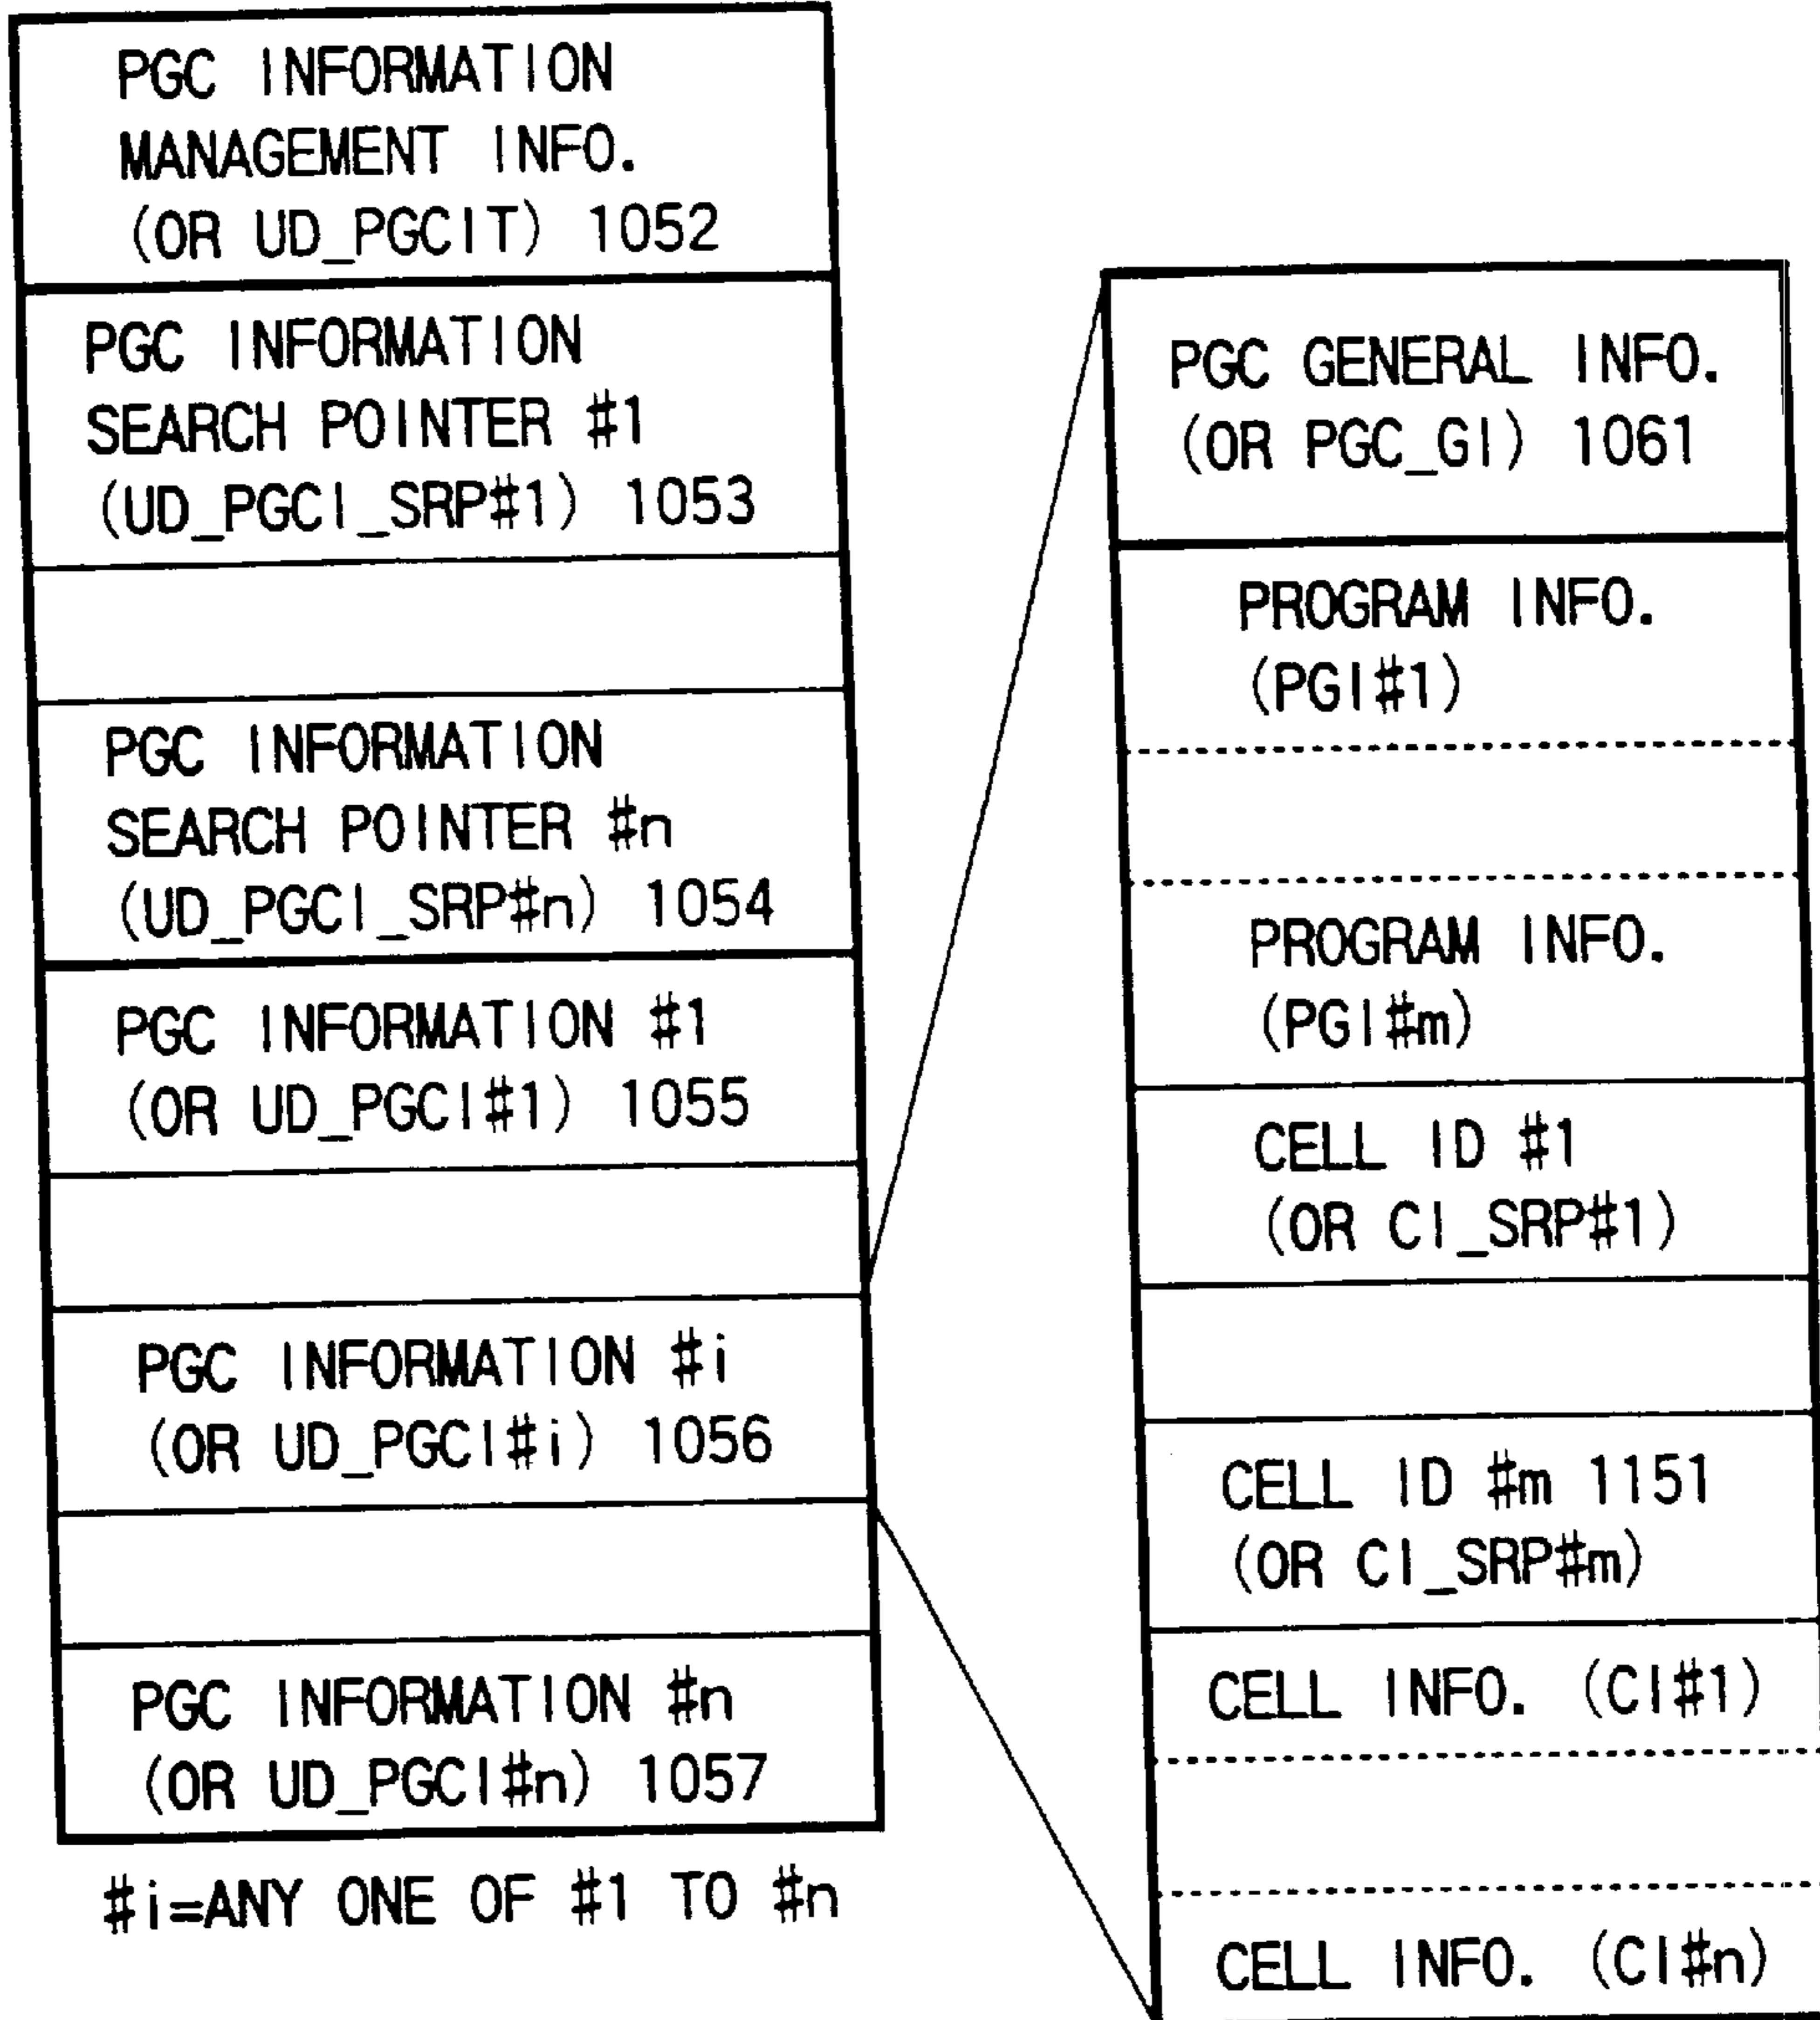 PGC INFORMATION
MANAGEMENT INFO.
(OR UD_PGCIT) 1052
PGC INFORMATION
SEARCH POINTER #1
(UD_PGCI_SRP#1) 1053
PGC INFORMATION
SEARCH POINTER #n
(UD_PGCI_SRP#n) 1054
PGC INFORMATION #1
(OR UD_PGCI#1) 1055
PGC INFORMATION #i
(OR UD_PGCI#i) 1056
PGC INFORMATION #n
(OR UD_PGCI#n) 1057
#i=ANY ONE OF #1 TO #n
PGC GENERAL INFO.
(OR PGC_GI) 1061
PROGRAM INFO.
(PGI#1)
PROGRAM INFO.
(PGI#m)
CELL ID #1
(OR CI_SRP#1)
CELL ID #m 1151
(OR CI_SRP#m)
CELL INFO. (CI#1)
CELL INFO. (CI#n)